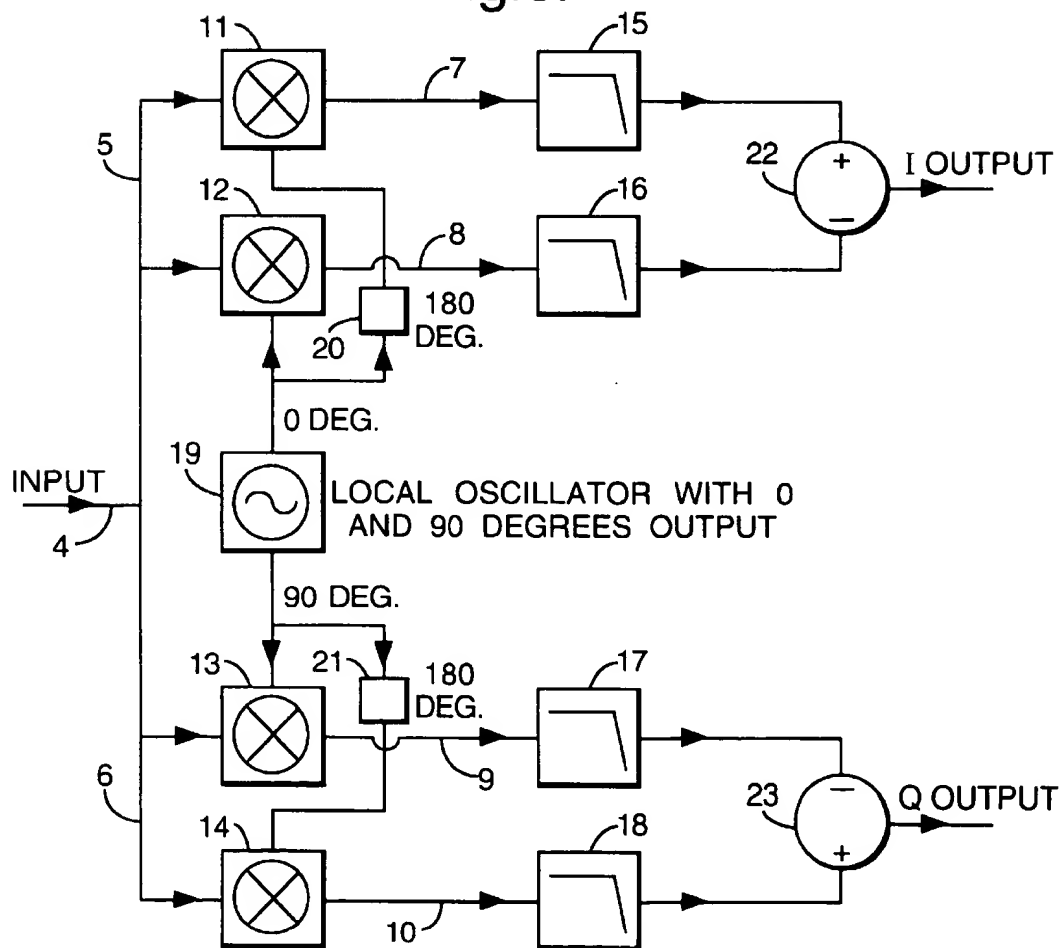 11
15
7
5
22
+
−
I OUTPUT
12
16
8
20
180
DEG.
0 DEG.
19
INPUT
4
LOCAL OSCILLATOR WITH 0
AND 90 DEGREES OUTPUT
90 DEG.
13
21
180
DEG.
17
9
6
23
−
+
Q OUTPUT
14
18
10